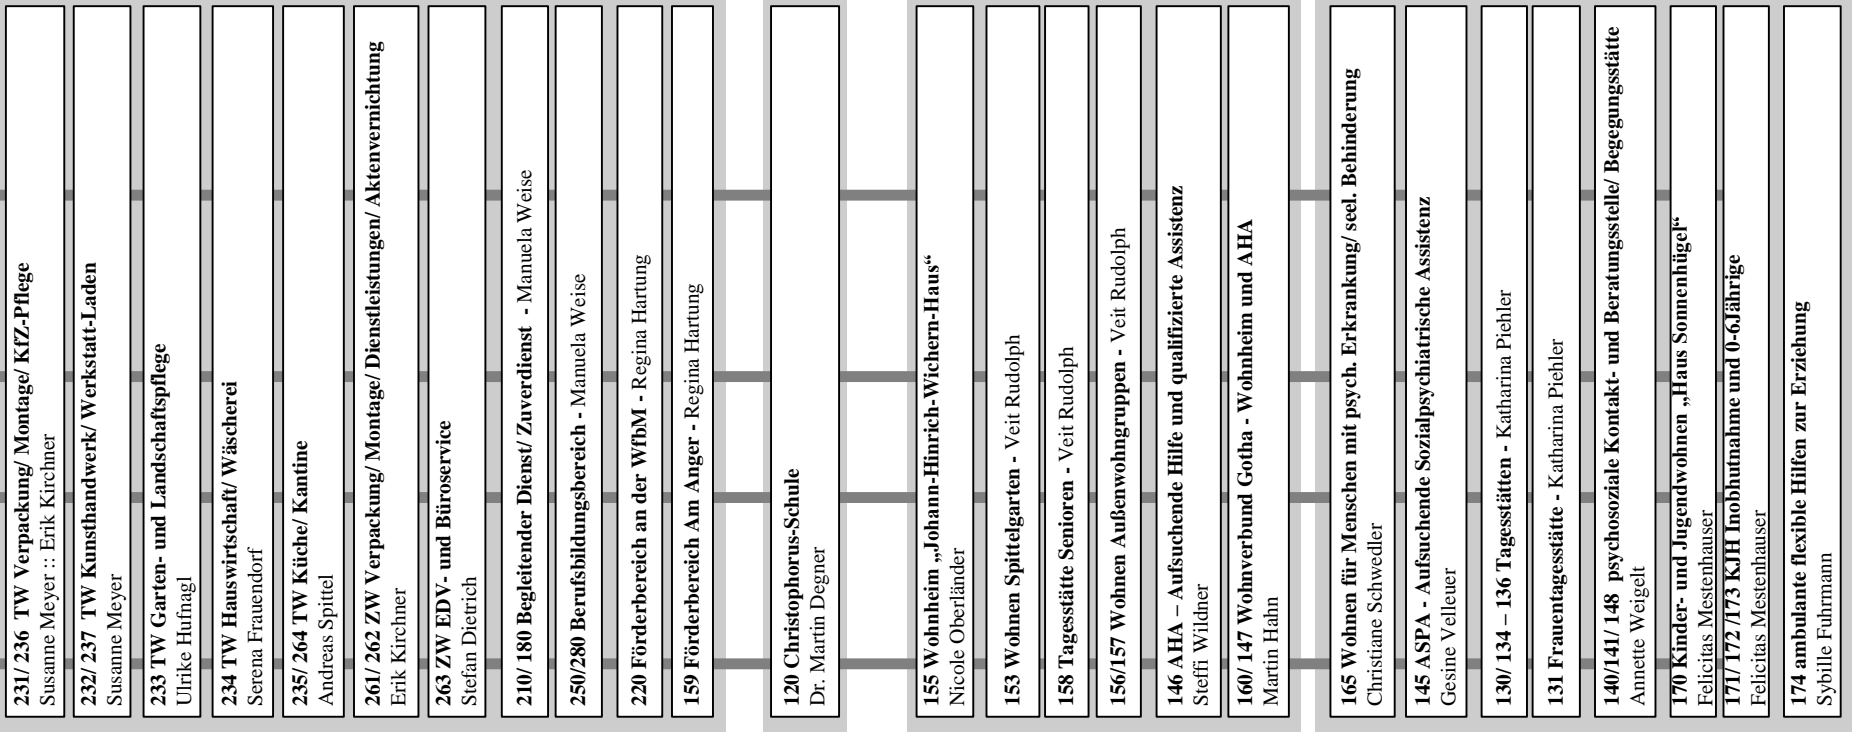 231/ 236 TW Verpackung/ Montage/ KfZ-Pflege
Susanne Meyer :: Erik Kirchner
232/ 237 TW Kunsthandwerk/ Werkstatt-Laden
Susanne Meyer
233 TW Garten- und Landschaftspflege
Ulrike Hufnagl
234 TW Hauswirtschaft/ Wäscherei
Serena Frauendorf
235/ 264 TW Küche/ Kantine
Andreas Spittel
261/ 262 ZW Verpackung/ Montage/ Dienstleistungen/ Aktenvernichtung
Erik Kirchner
263 ZW EDV- und Büroservice
Stefan Dietrich
210/ 180 Begleitender Dienst/ Zuverdienst - Manuela Weise
250/280 Berufsbildungsbereich - Manuela Weise
220 Förderbereich an der WfbM - Regina Hartung
159 Förderbereich Am Anger - Regina Hartung
120 Christophorus-Schule
Dr. Martin Degner
155 Wohnheim „Johann-Hinrich-Wichern-Haus“
Nicole Oberländer
153 Wohnen Spittelgarten - Veit Rudolph
158 Tagesstätte Senioren - Veit Rudolph
156/157 Wohnen Außenwohngruppen - Veit Rudolph
146 AHA – Aufsuchende Hilfe und qualifizierte Assistenz
Steffi Wildner
160/ 147 Wohnverbund Gotha - Wohnheim und AHA
Martin Hahn
165 Wohnen für Menschen mit psych. Erkrankung/ seel. Behinderung
Christiane Schwedler
145 ASPA - Aufsuchende Sozialpsychiatrische Assistenz
Gesine Velleuer
130/ 134 – 136 Tagesstätten - Katharina Piehler
131 Frauentagesstätte - Katharina Piehler
140/141/ 148 psychosoziale Kontakt- und Beratungsstelle/ Begegungsstätte
Annette Weigelt
170 Kinder- und Jugendwohnen „Haus Sonnenhügel“
Felicitas Mestenhauser
171/ 172 /173 KJH Inobhutnahme und 0-6Jährige
Felicitas Mestenhauser
174 ambulante flexible Hilfen zur Erziehung
Sybille Fuhrmann